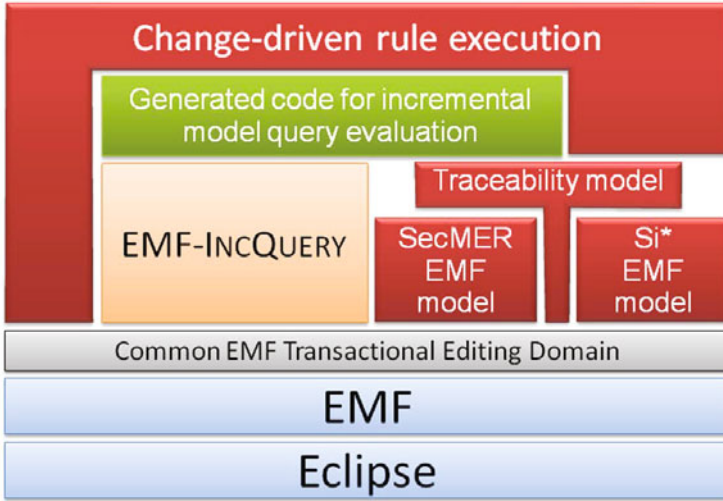 Change-driven rule execution
Generated code for incremental
model query evaluation
Traceability model
EMF-INCQUERY
SecMER
EMF
model
Si*
EMF
model
Common EMF Transactional Editing Domain
EMF
Eclipse